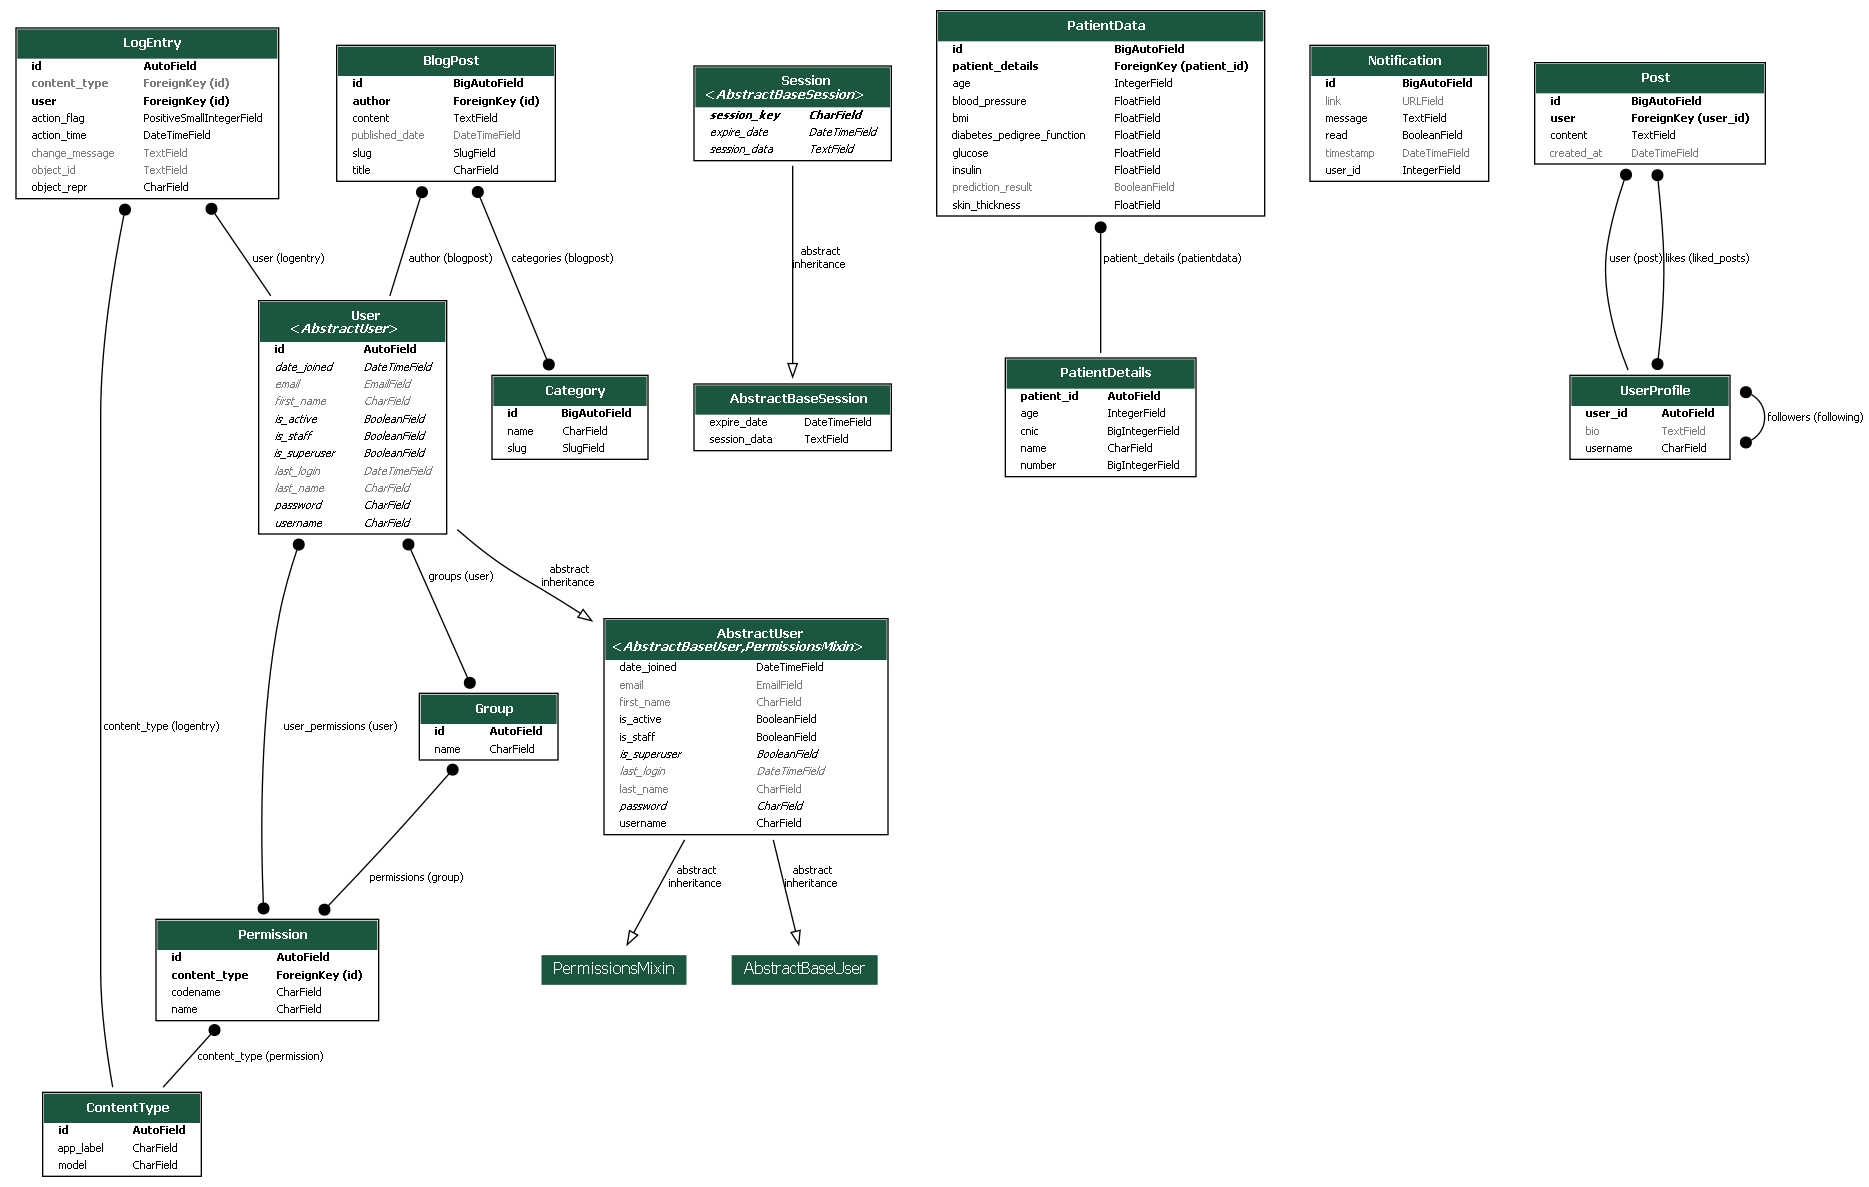 LogEntry
id AutoField
content_type ForeignKey (id)
user ForeignKey (id)
action_flag PositiveSmallIntegerField
action_time DateTimeField
change_message TextField
object_id TextField
object_repr CharField
BlogPost
id BigAutoField
author ForeignKey (id)
content TextField
published_date DateTimeField
slug SlugField
title CharField
Session
<AbstractBaseSession>
session_key CharField
expire_date DateTimeField
session_data TextField
PatientData
id BigAutoField
patient_details ForeignKey (patient_id)
age IntegerField
blood_pressure FloatField
bmi FloatField
diabetes_pedigree_function FloatField
glucose FloatField
insulin FloatField
prediction_result BooleanField
skin_thickness FloatField
Notification
id BigAutoField
link URLField
message TextField
read BooleanField
timestamp DateTimeField
user_id IntegerField
Post
id BigAutoField
user ForeignKey (user_id)
content TextField
created_at DateTimeField
user (logentry)
author (blogpost)
categories (blogpost)
abstract
inheritance
patient_details (patientdata)
user (post)
likes (liked_posts)
User
<AbstractUser>
id AutoField
date_joined DateTimeField
email EmailField
first_name CharField
is_active BooleanField
is_staff BooleanField
is_superuser BooleanField
last_login DateTimeField
last_name CharField
password CharField
username CharField
Category
id BigAutoField
name CharField
slug SlugField
AbstractBaseSession
expire_date DateTimeField
session_data TextField
PatientDetails
patient_id AutoField
age IntegerField
cnic BigIntegerField
name CharField
number BigIntegerField
UserProfile
user_id AutoField
bio TextField
username CharField
followers (following)
groups (user)
abstract
inheritance
AbstractUser
<AbstractBaseUser,PermissionsMixin>
date_joined DateTimeField
email EmailField
first_name CharField
is_active BooleanField
is_staff BooleanField
is_superuser BooleanField
last_login DateTimeField
last_name CharField
password CharField
username CharField
content_type (logentry)
user_permissions (user)
Group
id AutoField
name CharField
permissions (group)
abstract
inheritance
abstract
inheritance
Permission
id AutoField
content_type ForeignKey (id)
codename CharField
name CharField
PermissionsMixin
AbstractBaseUser
content_type (permission)
ContentType
id AutoField
app_label CharField
model CharField